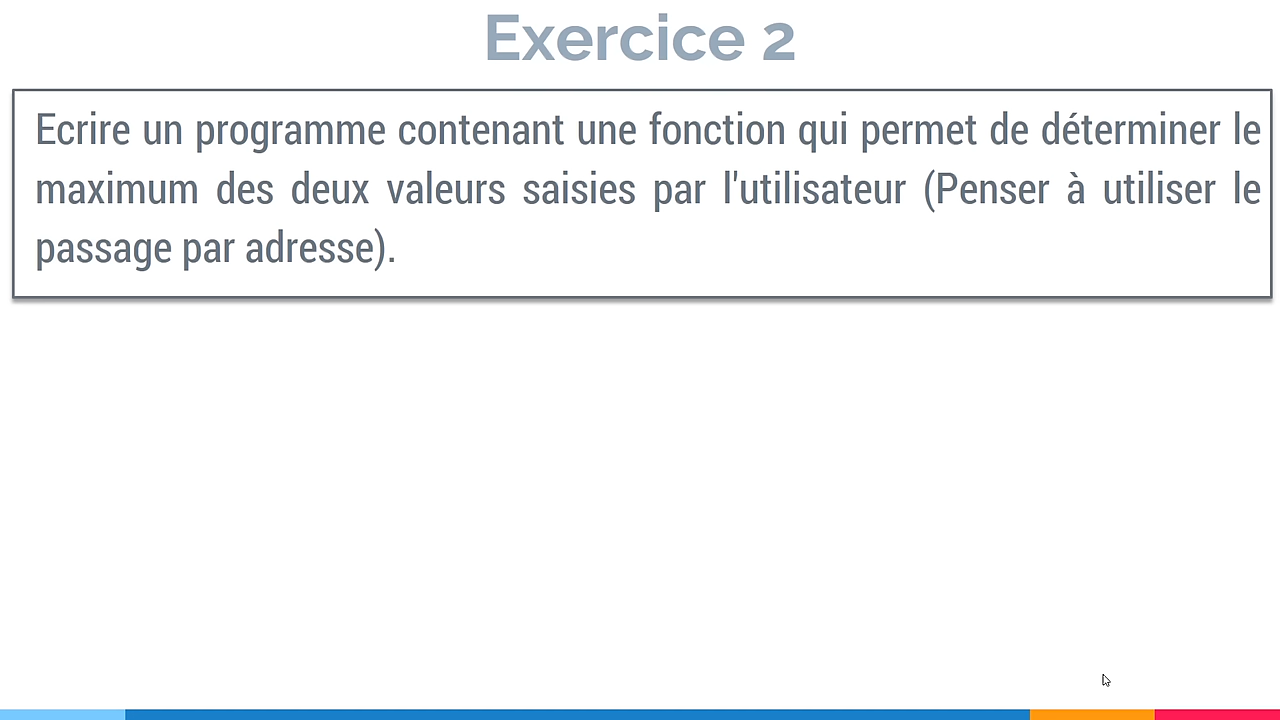 Exercice 2
Ecrire un programme contenant une fonction qui permet de déterminer le
maximum des deux valeurs saisies par l'utilisateur (Penser à utiliser le
passage par adresse).